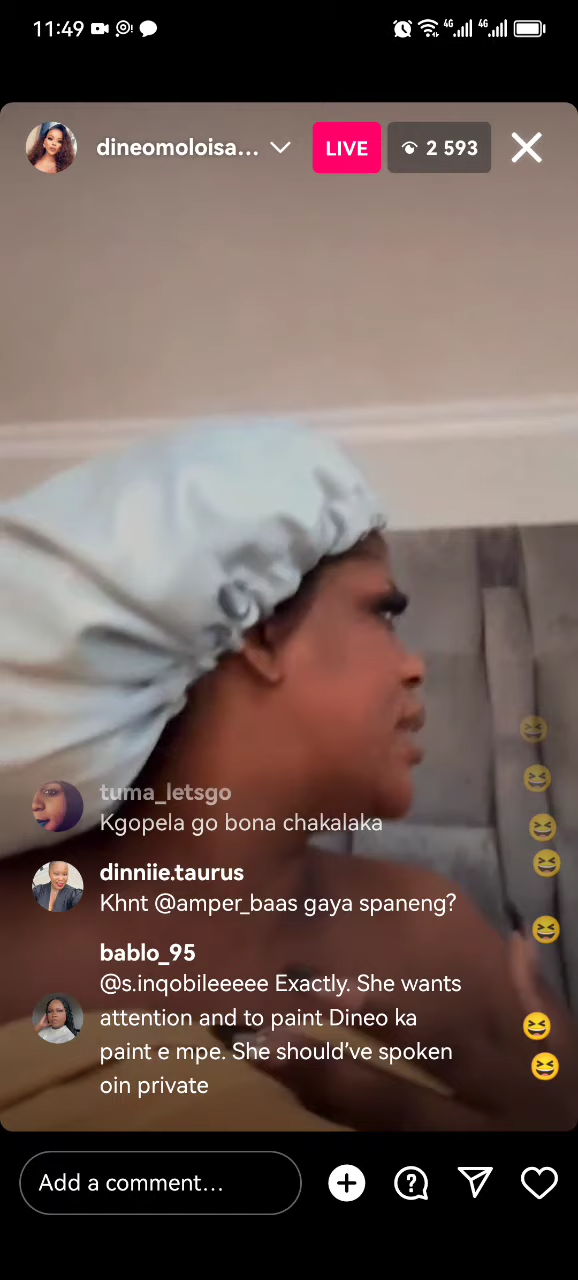 11:49
4G 4G
dineomoloisa...
LIVE
2 593
tuma_letsgo
Kgopela go bona chakalaka
dinniie.taurus
Khnt @amper_baas gaya spaneng?
bablo_95
@s.inqobileeeee Exactly. She wants
attention and to paint Dineo ka
paint e mpe. She should've spoken
oin private
Add a comment...